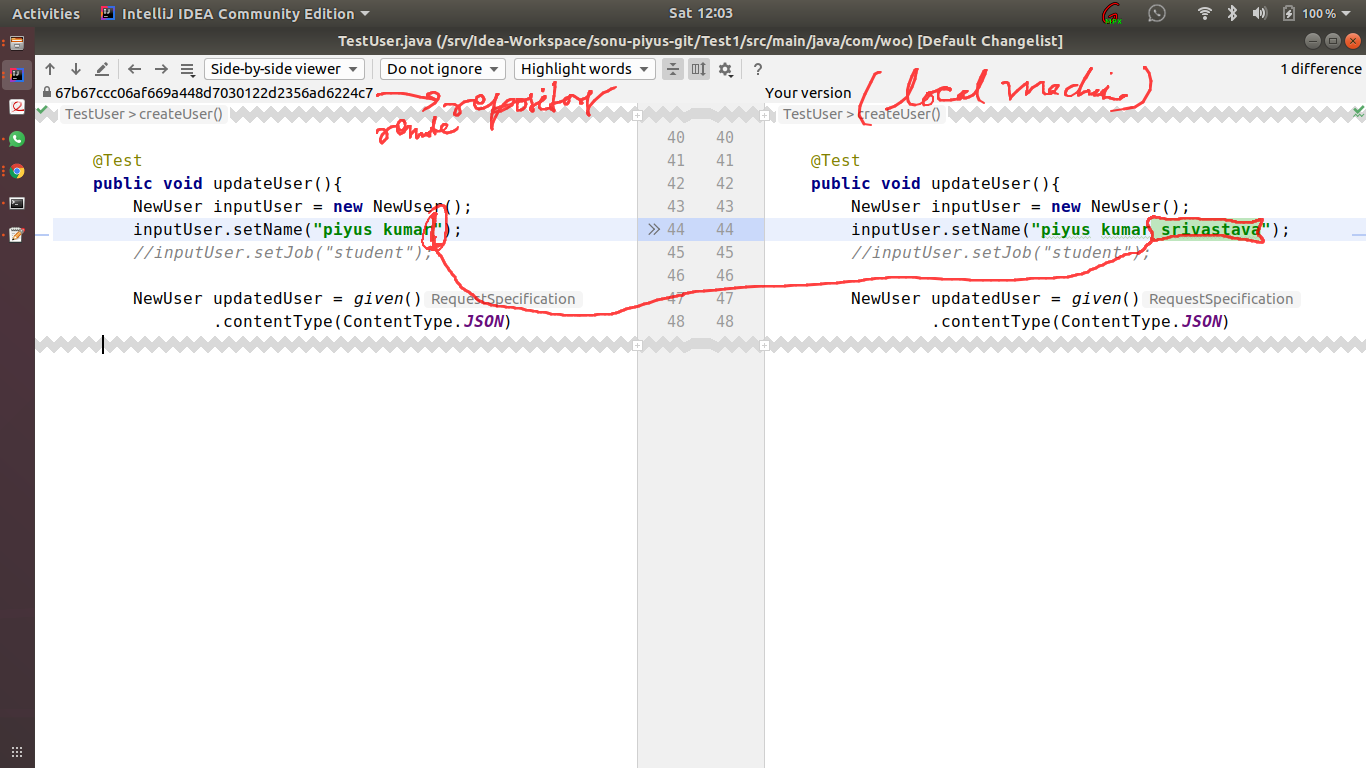 Activities IntelliJ IDEA Community Edition Sat 12:03 MPX 100 %
TestUser.java (/srv/Idea-Workspace/sonu-piyus-git/Test1/src/main/java/com/woc) [Default Changelist]
Side-by-side viewer Do not ignore Highlight words ? 1 difference
67b67ccc06af669a448d7030122d2356ad6224c7 repository Your version (local machine)
remote
TestUser > createUser() TestUser > createUser()
40 40
@Test 41 41 @Test
public void updateUser(){ 42 42 public void updateUser(){
NewUser inputUser = new NewUser(); 43 43 NewUser inputUser = new NewUser();
inputUser.setName("piyus kumar"); 44 44 inputUser.setName("piyus kumar srivastava");
//inputUser.setJob("student"); 45 45 //inputUser.setJob("student");
46 46
NewUser updatedUser = given() RequestSpecification 47 47 NewUser updatedUser = given() RequestSpecification
.contentType(ContentType.JSON) 48 48 .contentType(ContentType.JSON)